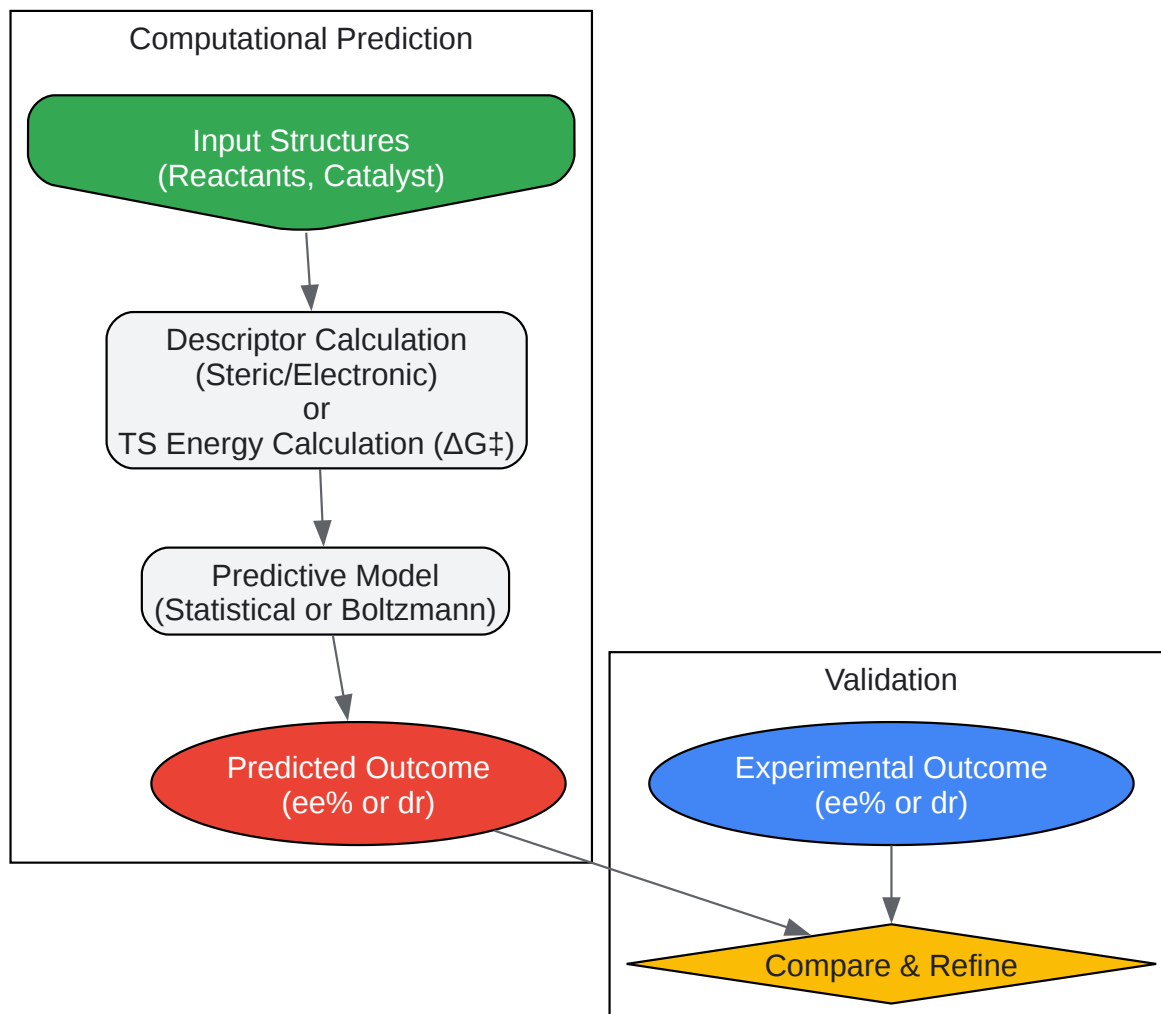 Computational Prediction
Input Structures
(Reactants, Catalyst)
Descriptor Calculation
(Steric/Electronic)
or
TS Energy Calculation (ΔG‡)
Predictive Model
(Statistical or Boltzmann)
Predicted Outcome
(ee% or dr)
Validation
Experimental Outcome
(ee% or dr)
Compare & Refine